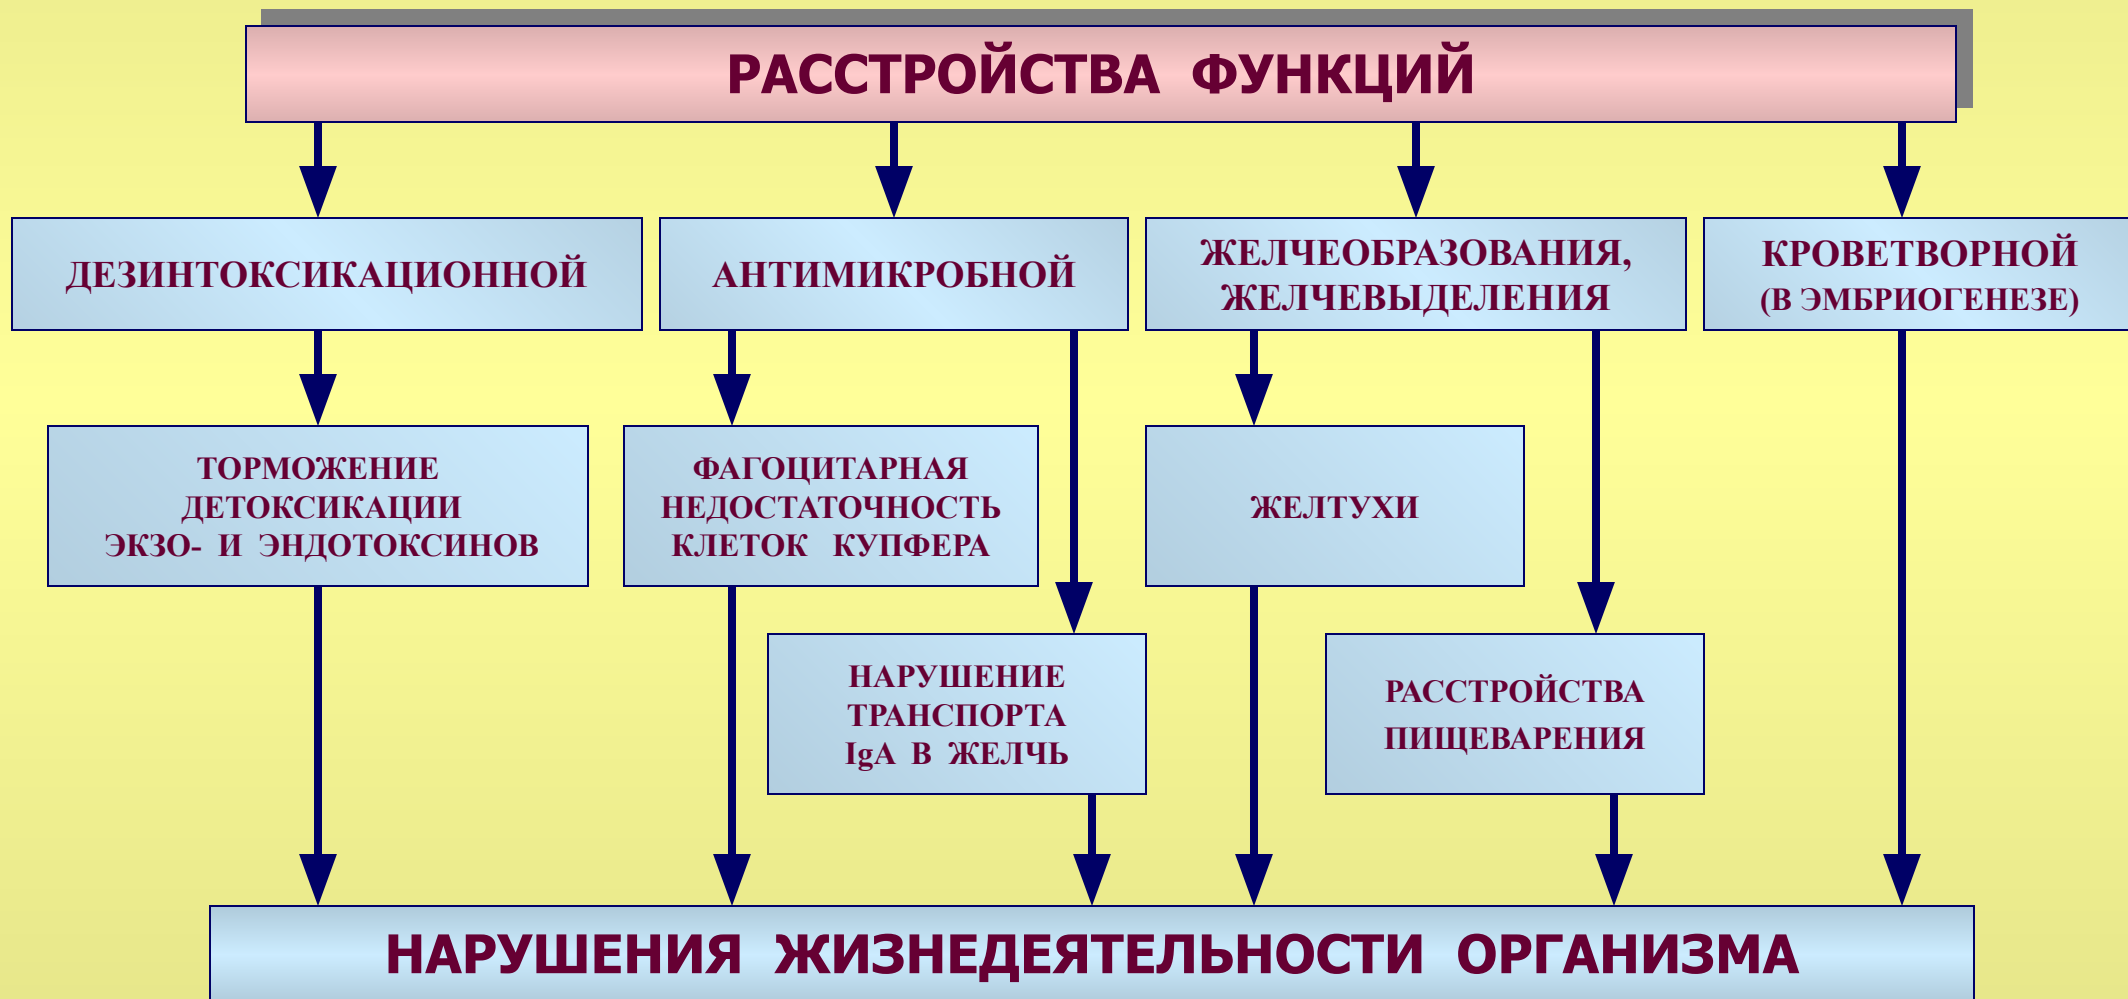 РАССТРОЙСТВА ФУНКЦИЙ
ДЕЗИНТОКСИКАЦИОННОЙ
АНТИМИКРОБНОЙ
ЖЕЛЧЕОБРАЗОВАНИЯ,
ЖЕЛЧЕВЫДЕЛЕНИЯ
КРОВЕТВОРНОЙ
(В ЭМБРИОГЕНЕЗЕ)
ТОРМОЖЕНИЕ
ДЕТОКСИКАЦИИ
ЭКЗО- И ЭНДОТОКСИНОВ
ФАГОЦИТАРНАЯ
НЕДОСТАТОЧНОСТЬ
КЛЕТОК КУПФЕРА
ЖЕЛТУХИ
НАРУШЕНИЕ
ТРАНСПОРТА
IgA В ЖЕЛЧЬ
РАССТРОЙСТВА
ПИЩЕВАРЕНИЯ
НАРУШЕНИЯ ЖИЗНЕДЕЯТЕЛЬНОСТИ ОРГАНИЗМА